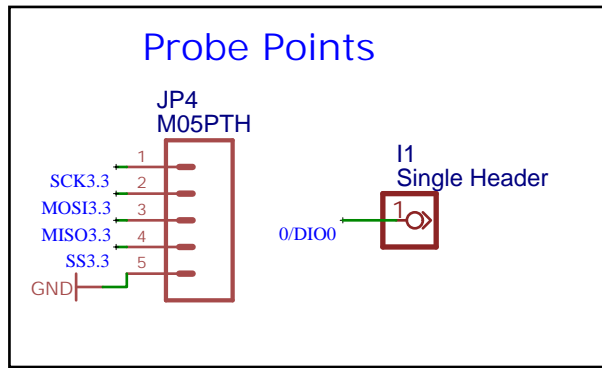 Probe Points
JP4
M05PTH
1
SCK3.3
2
MOSI3.3
3
MISO3.3
4
SS3.3
5
GND
I1
Single Header
1
0/DIO0